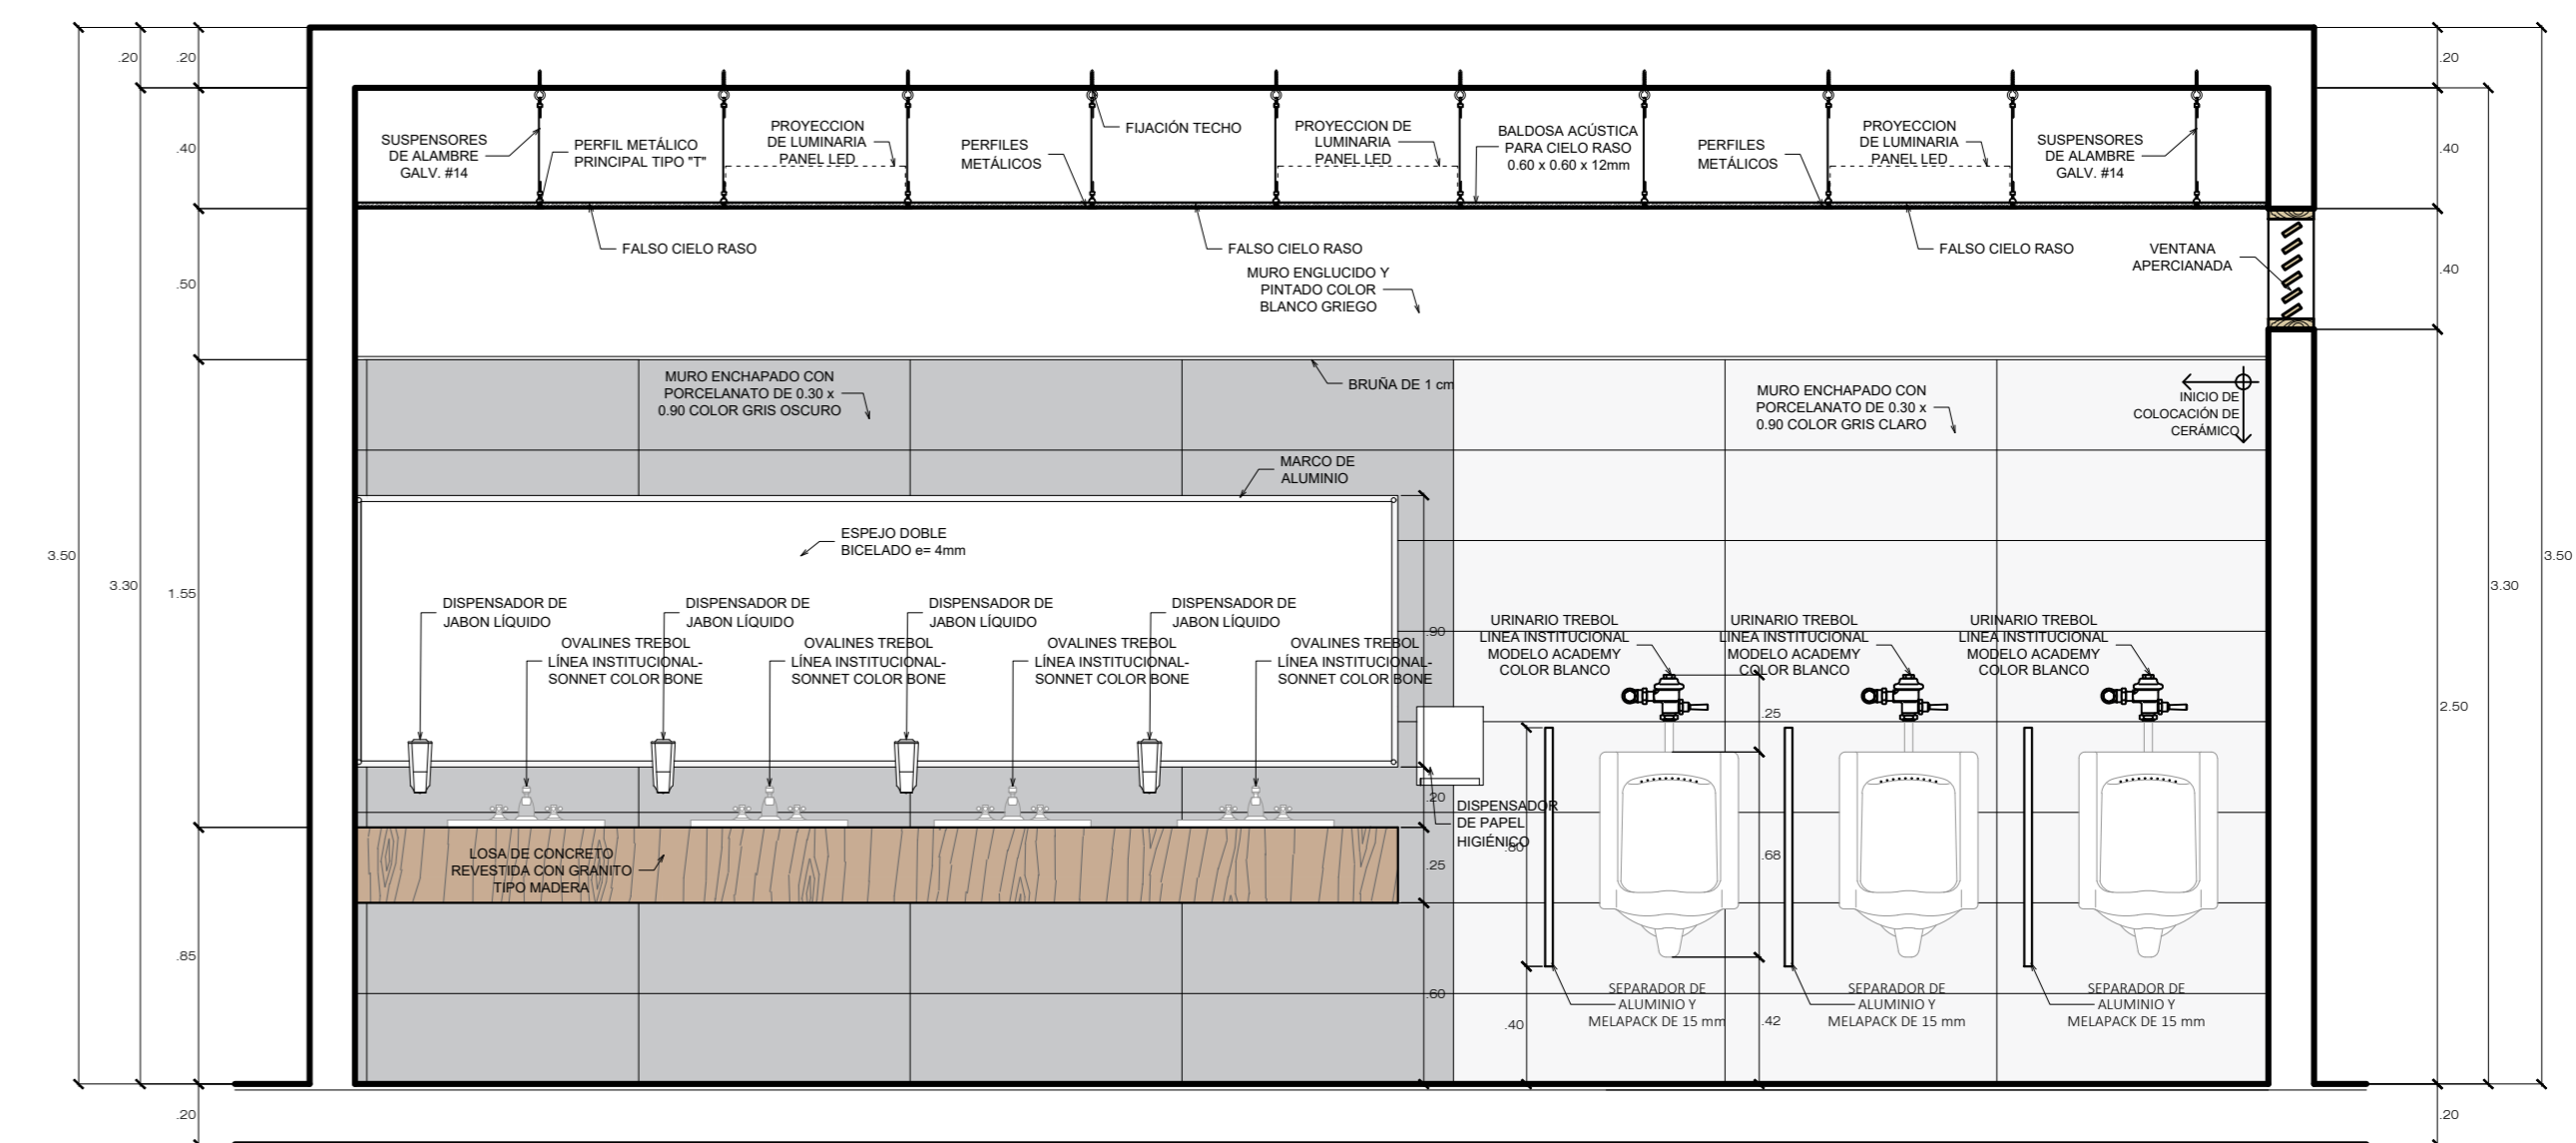 .20
.20
.20
.20
SUSPENSORES
DE ALAMBRE
GALV. #14
PERFIL METÁLICO
PRINCIPAL TIPO "T"
PROYECCION
DE LUMINARIA
PANEL LED
PERFILES
METÁLICOS
FIJACIÓN TECHO
PROYECCION DE
LUMINARIA
PANEL LED
BALDOSA ACÚSTICA
PARA CIELO RASO
0.60 x 0.60 x 12mm
PERFILES
METÁLICOS
PROYECCION
DE LUMINARIA
PANEL LED
SUSPENSORES
DE ALAMBRE
GALV. #14
.40
.40
FALSO CIELO RASO
FALSO CIELO RASO
FALSO CIELO RASO
VENTANA
APERCIANADA
.50
.40
MURO ENGLUCIDO Y
PINTADO COLOR
BLANCO GRIEGO
MURO ENCHAPADO CON
PORCELANATO DE 0.30 x
0.90 COLOR GRIS OSCURO
BRUÑA DE 1 cm
MURO ENCHAPADO CON
PORCELANATO DE 0.30 x
0.90 COLOR GRIS CLARO
INICIO DE
COLOCACIÓN DE
CERÁMICO
MARCO DE
ALUMINIO
ESPEJO DOBLE
BICELADO e= 4mm
3.50
3.30
1.55
3.50
3.30
2.50
DISPENSADOR DE
JABON LÍQUIDO
DISPENSADOR DE
JABON LÍQUIDO
DISPENSADOR DE
JABON LÍQUIDO
DISPENSADOR DE
JABON LÍQUIDO
OVALINES TREBOL
LÍNEA INSTITUCIONAL-
SONNET COLOR BONE
OVALINES TREBOL
LÍNEA INSTITUCIONAL-
SONNET COLOR BONE
OVALINES TREBOL
LÍNEA INSTITUCIONAL-
SONNET COLOR BONE
OVALINES TREBOL
LÍNEA INSTITUCIONAL-
SONNET COLOR BONE
.90
URINARIO TREBOL
LINEA INSTITUCIONAL
MODELO ACADEMY
COLOR BLANCO
URINARIO TREBOL
LINEA INSTITUCIONAL
MODELO ACADEMY
COLOR BLANCO
URINARIO TREBOL
LINEA INSTITUCIONAL
MODELO ACADEMY
COLOR BLANCO
.25
.20
DISPENSADOR
DE PAPEL
HIGIÉNICO
.80
.68
LOSA DE CONCRETO
REVESTIDA CON GRANITO
TIPO MADERA
.25
.85
.60
.40
SEPARADOR DE
ALUMINIO Y
MELAPACK DE 15 mm
.42
SEPARADOR DE
ALUMINIO Y
MELAPACK DE 15 mm
SEPARADOR DE
ALUMINIO Y
MELAPACK DE 15 mm
.20
.20